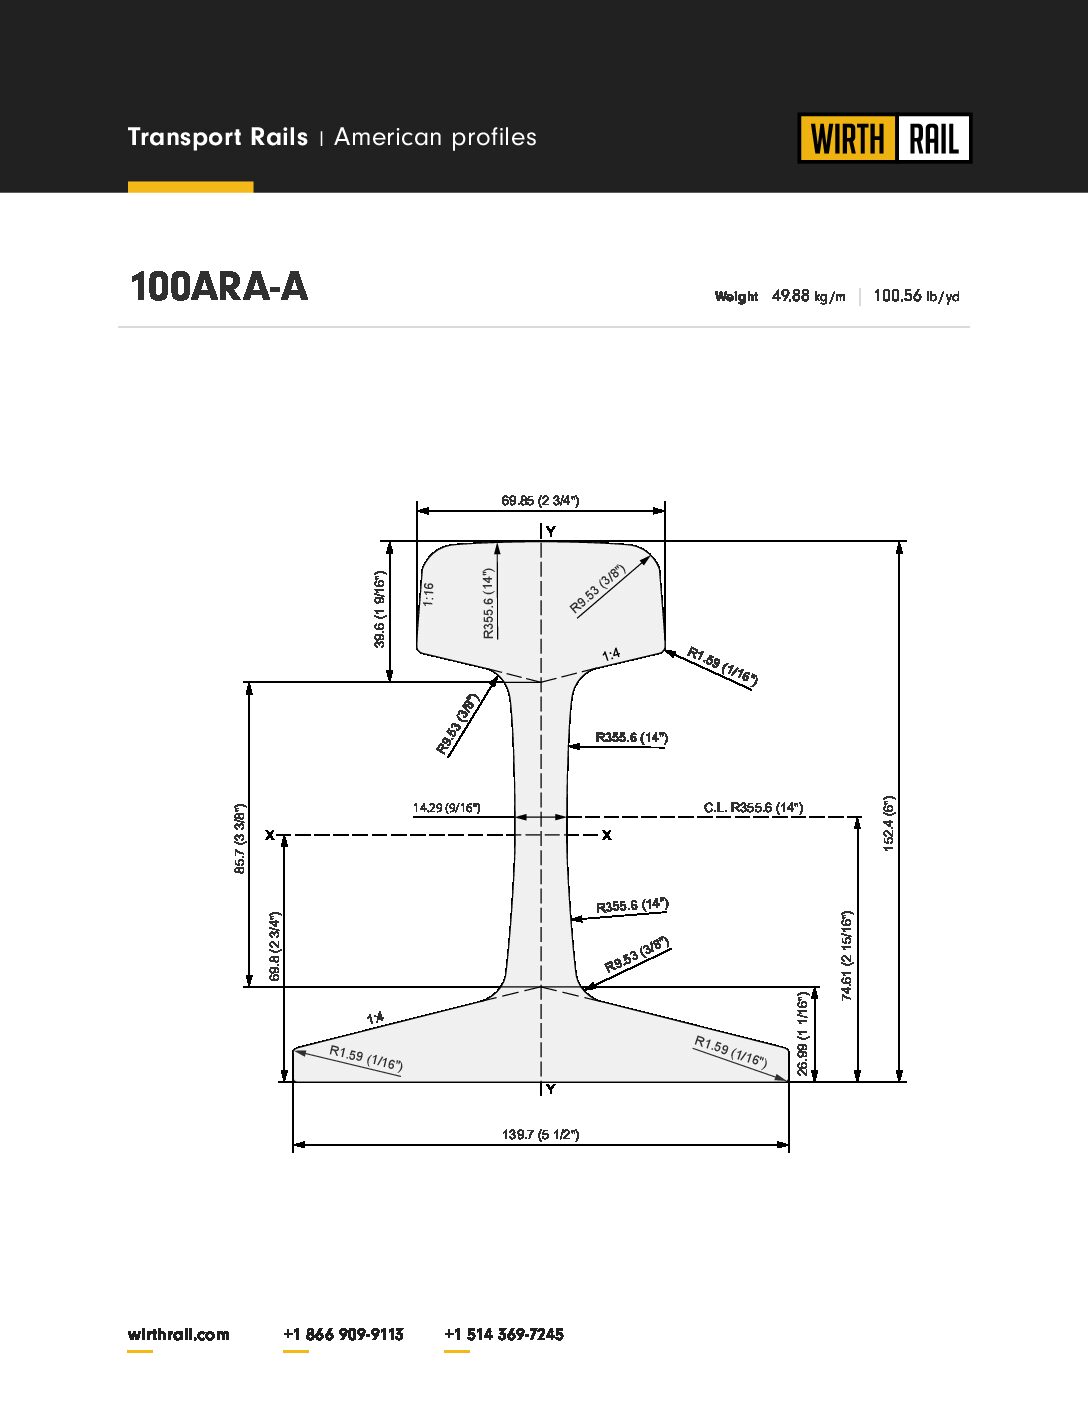 Transport Rails | American profiles
WIRTH RAIL
100ARA-A
Weight 49.88 kg/m | 100.56 lb/yd
69.85 (2 3/4")
Y
39.6 (1 9/16")
1:16
R355.6 (14")
R9.53 (3/8")
1:4
R1.59 (1/16")
R9.53 (3/8")
R355.6 (14")
14.29 (9/16")
C.L. R355.6 (14")
152.4 (6")
85.7 (3 3/8")
X
X
69.8 (2 3/4")
R355.6 (14")
R9.53 (3/8")
74.61 (2 15/16")
26.99 (1 1/16")
1:4
R1.59 (1/16")
R1.59 (1/16")
Y
139.7 (5 1/2")
wirthrail.com +1 866 909-9113 +1 514 369-7245